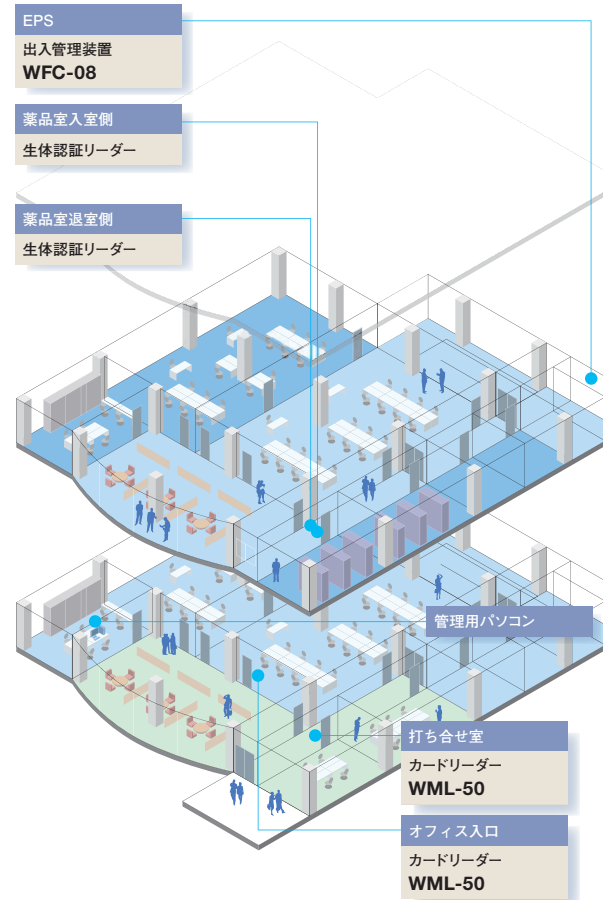 EPS
出入管理装置
WFC-08
薬品室入室側
生体認証リーダー
薬品室退室側
生体認証リーダー
管理用パソコン
打ち合せ室
カードリーダー
WML-50
オフィス入口
カードリーダー
WML-50